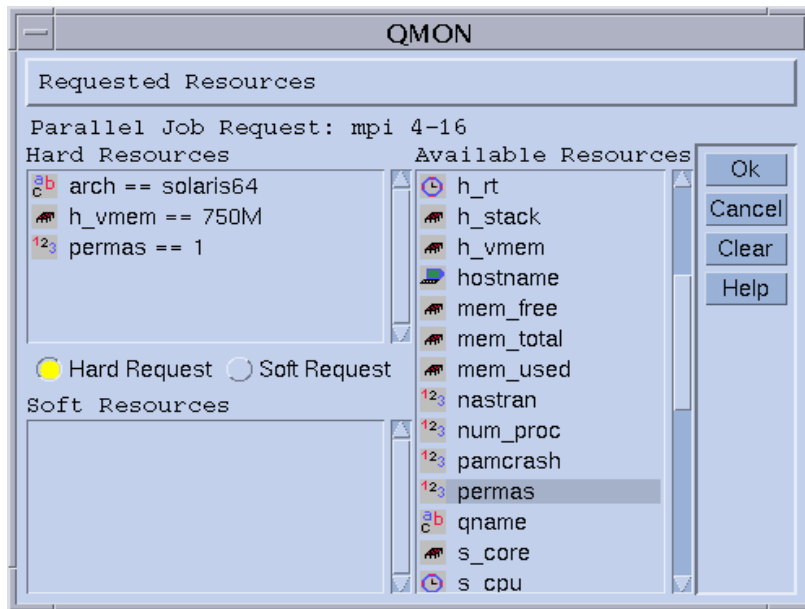 QMON
Requested Resources
Parallel Job Request: mpi 4-16
Hard Resources
arch == solaris64
h_vmem == 750M
permas == 1
Hard Request
Soft Request
Soft Resources
Available Resources
h_rt
h_stack
h_vmem
hostname
mem_free
mem_total
mem_used
nastran
num_proc
pamcrash
permas
qname
s_core
s_cpu
Ok
Cancel
Clear
Help